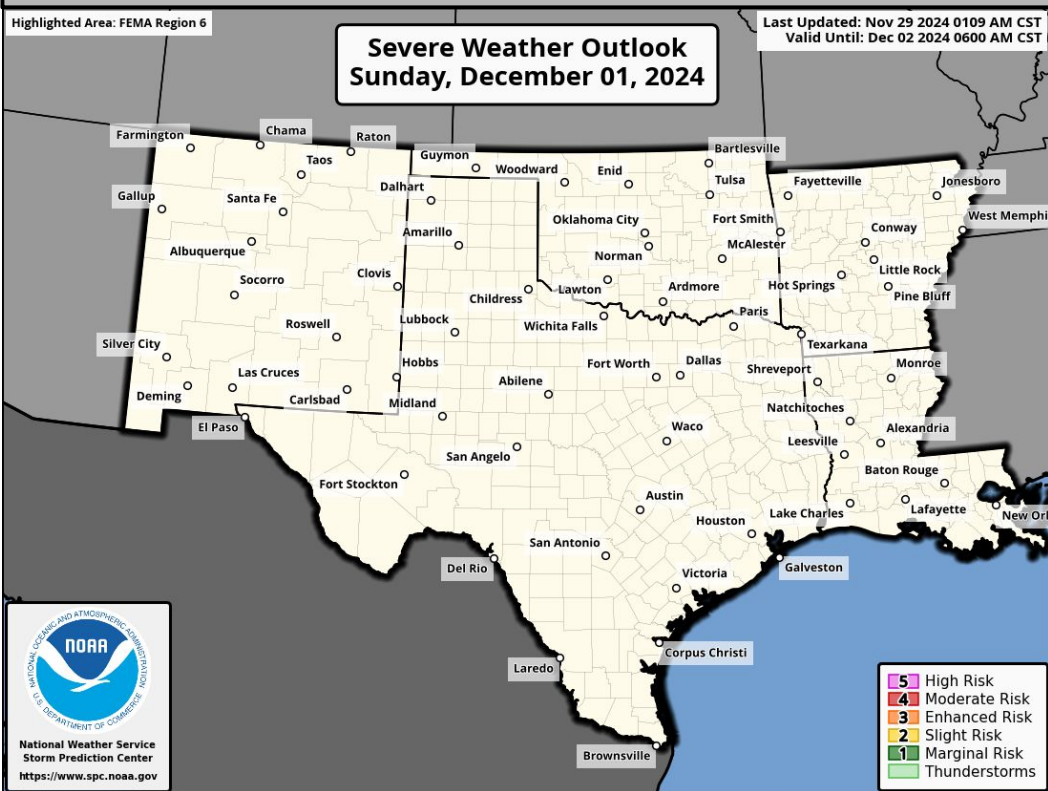 Highlighted Area: FEMA Region 6
Severe Weather Outlook
Sunday, December 01, 2024
Last Updated: Nov 29 2024 0109 AM CST
Valid Until: Dec 02 2024 0600 AM CST
Farmington
Chama
Raton
Taos
Guymon
Woodward
Enid
Bartlesville
Tulsa
Fayetteville
Jonesboro
Gallup
Santa Fe
Dalhart
Oklahoma City
Fort Smith
West Memphi
Albuquerque
Amarillo
Norman
McAlester
Conway
Socorro
Clovis
Childress
Lawton
Ardmore
Hot Springs
Little Rock
Pine Bluff
Roswell
Lubbock
Wichita Falls
Paris
Texarkana
Silver City
Las Cruces
Hobbs
Abilene
Fort Worth
Dallas
Shreveport
Monroe
Deming
Carlsbad
Midland
Natchitoches
El Paso
San Angelo
Waco
Leesville
Alexandria
Fort Stockton
Austin
Baton Rouge
Houston
Lake Charles
Lafayette
New Orl
San Antonio
Del Rio
Victoria
Galveston
Laredo
Corpus Christi
Brownsville
NATIONAL OCEANIC AND ATMOSPHERIC ADMINISTRATION
NOAA
U.S. DEPARTMENT OF COMMERCE
National Weather Service
Storm Prediction Center
https://www.spc.noaa.gov
5 High Risk
4 Moderate Risk
3 Enhanced Risk
2 Slight Risk
1 Marginal Risk
Thunderstorms